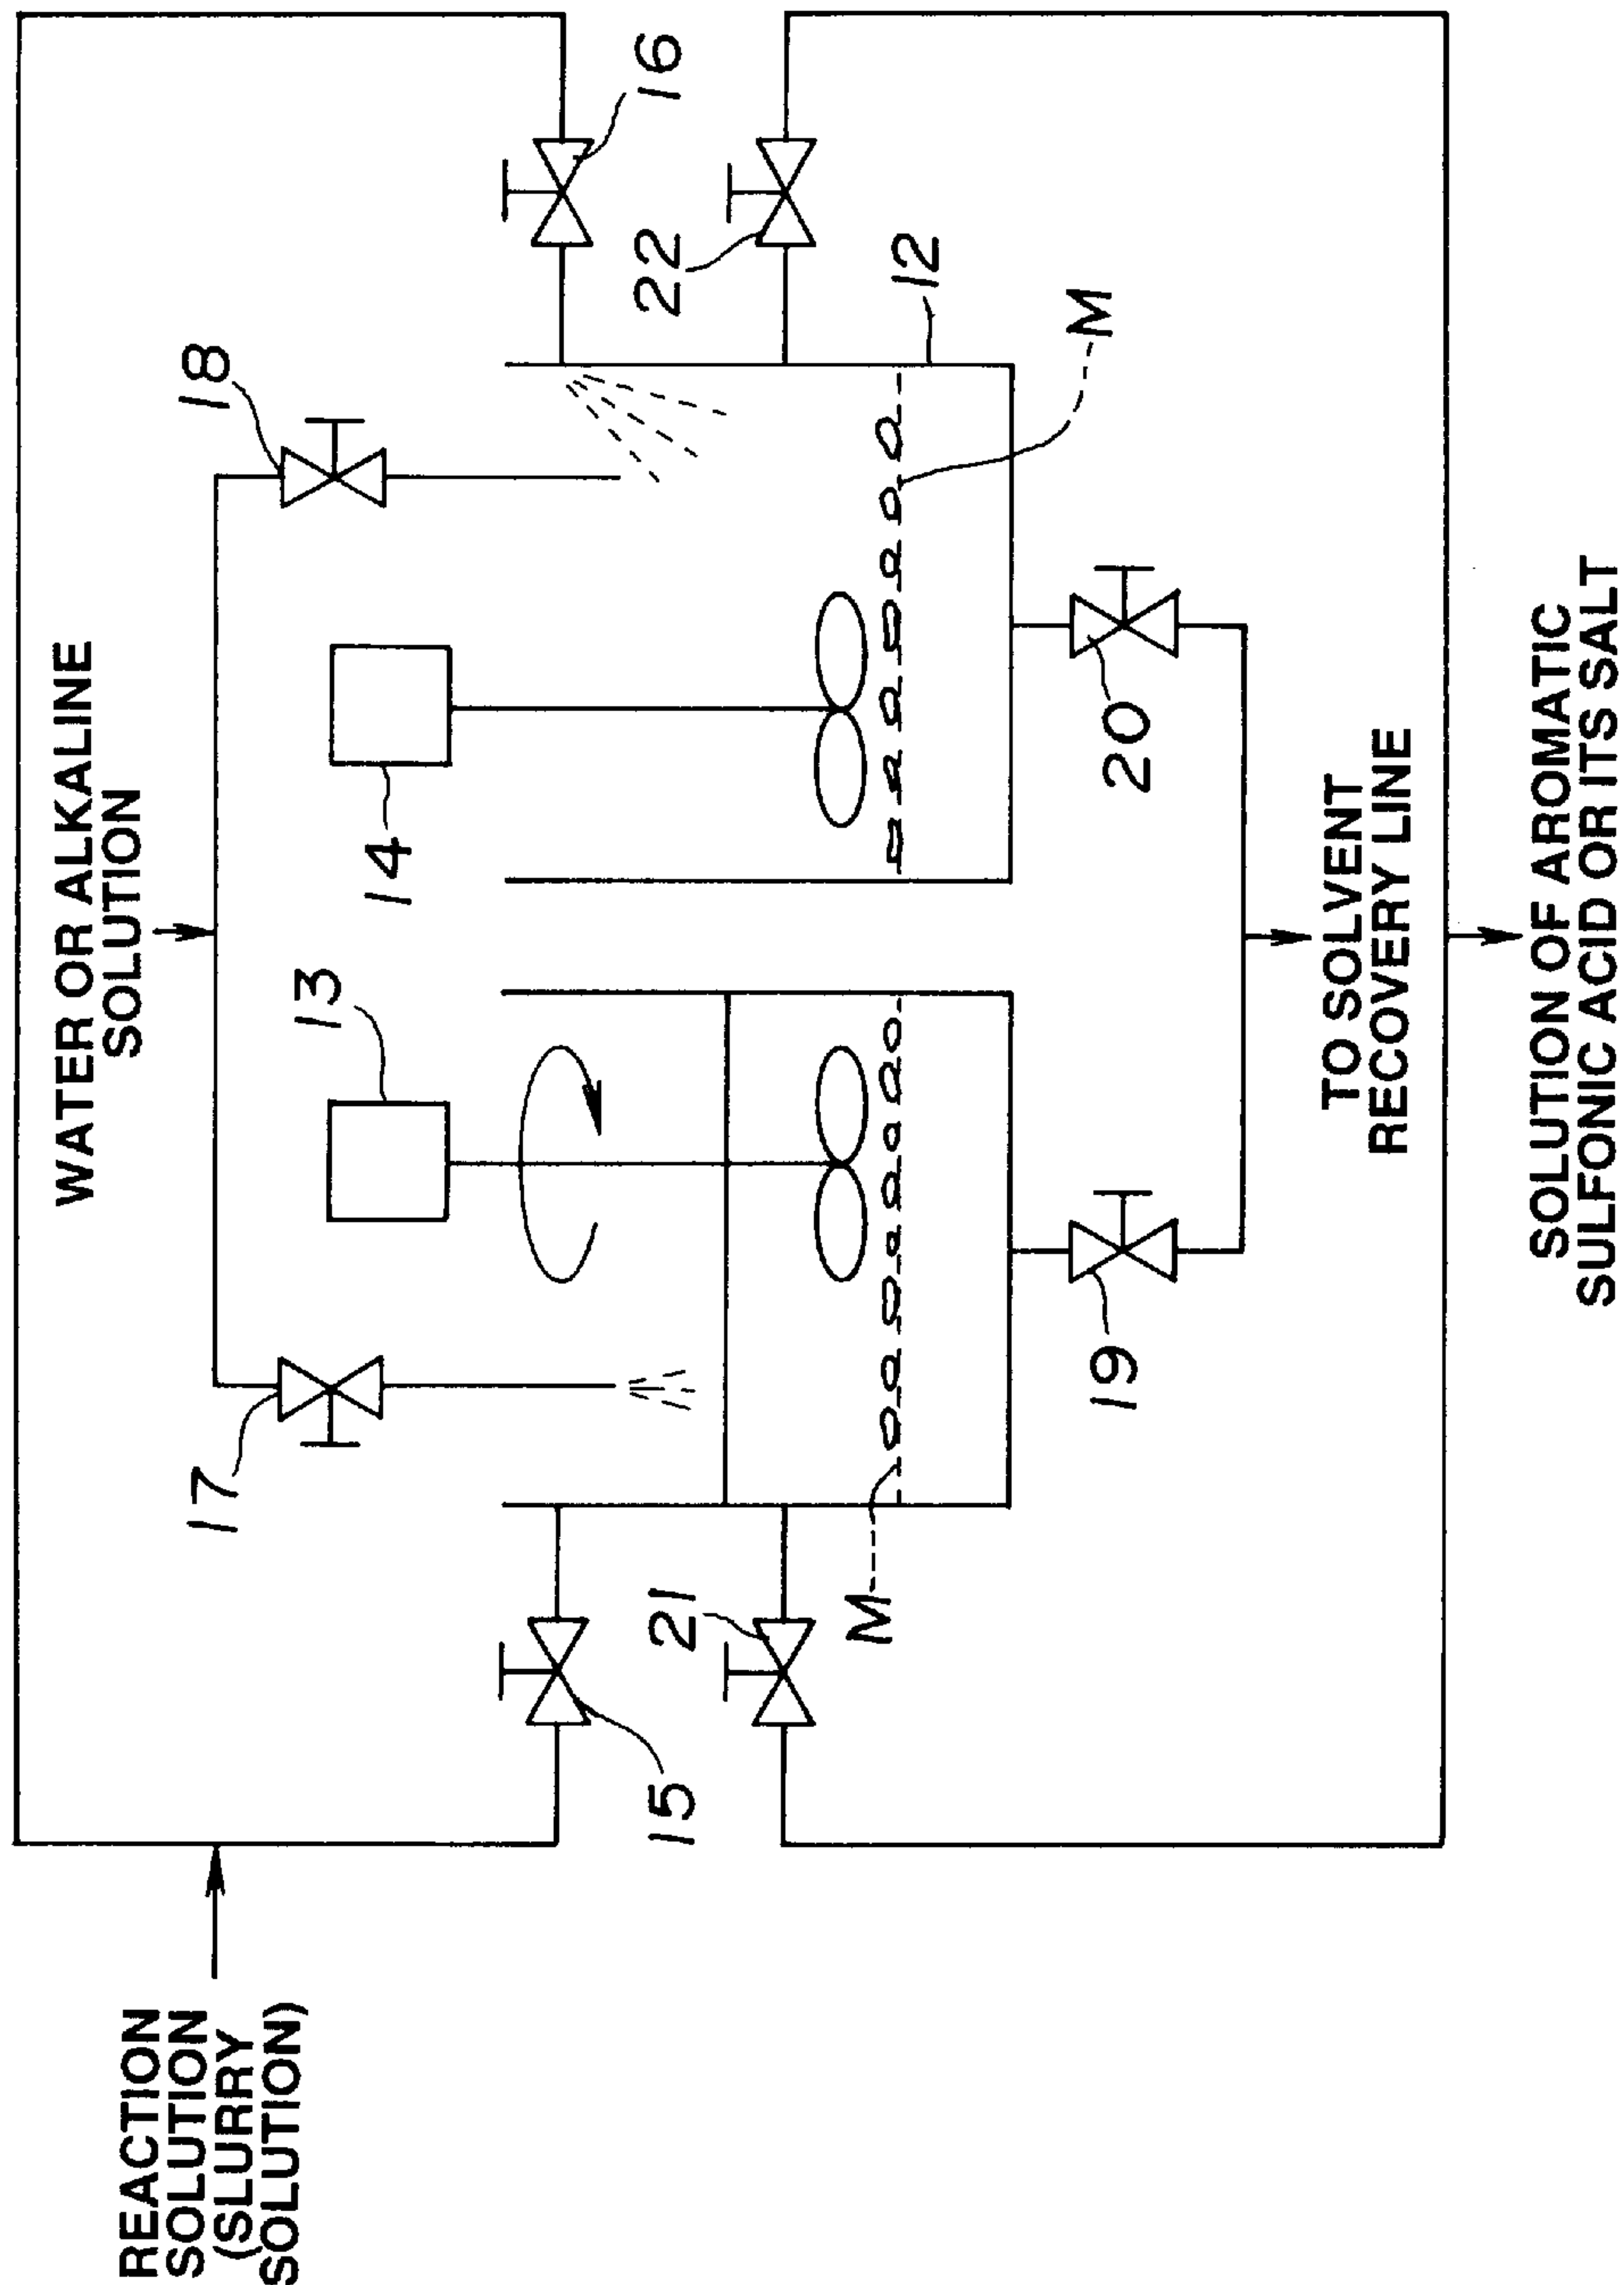 REACTION
SOLUTION
(SLURRY
SOLUTION)
WATER OR ALKALINE
SOLUTION
17
13
14
18
15
16
21
22
M
12
M
19
20
TO SOLVENT
RECOVERY LINE
SOLUTION OF AROMATIC
SULFONIC ACID OR ITS SALT